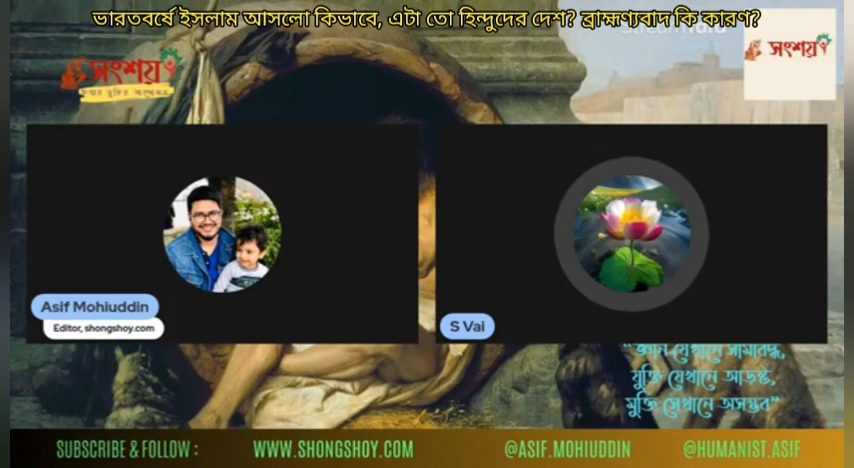 ভারতবর্ষে ইসলাম আসলো কিভাবে, এটা তো হিন্দুদের দেশ? ব্রাহ্মণ্যবাদ কি কারণ?
সংশয়
সংশয়
Asif Mohiuddin
Editor, shongshoy.com
S Vai
"জ্ঞান যেখানে সীমাবদ্ধ,
যুক্তি যেখানে আড়ষ্ট,
মুক্তি সেখানে অসম্ভব"
SUBSCRIBE & FOLLOW : WWW.SHONGSHOY.COM @ASIF.MOHIUDDIN @HUMANIST.ASIF